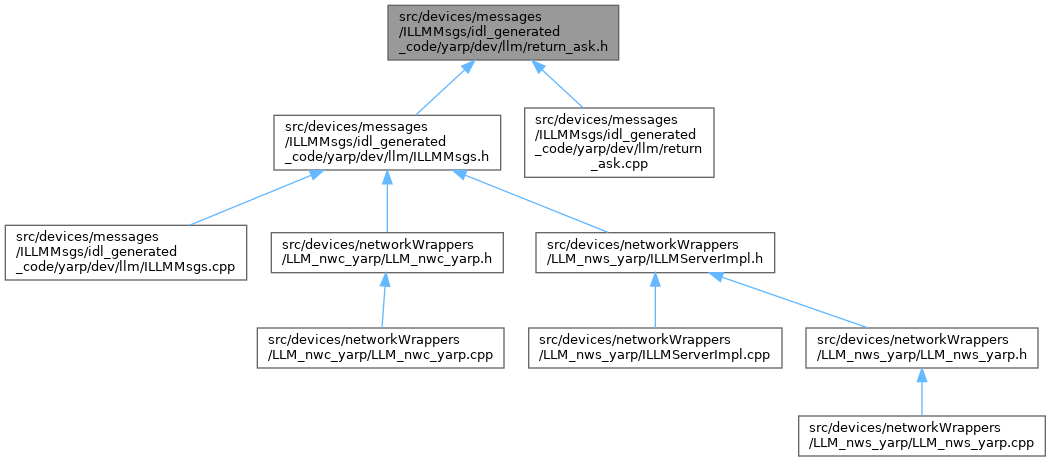 src/devices/messages
/ILLMMsgs/idl_generated
_code/yarp/dev/llm/return_ask.h
src/devices/messages
/ILLMMsgs/idl_generated
_code/yarp/dev/llm/ILLMMsgs.h
src/devices/messages
/ILLMMsgs/idl_generated
_code/yarp/dev/llm/return
_ask.cpp
src/devices/messages
/ILLMMsgs/idl_generated
_code/yarp/dev/llm/ILLMMsgs.cpp
src/devices/networkWrappers
/LLM_nwc_yarp/LLM_nwc_yarp.h
src/devices/networkWrappers
/LLM_nws_yarp/ILLMServerImpl.h
src/devices/networkWrappers
/LLM_nwc_yarp/LLM_nwc_yarp.cpp
src/devices/networkWrappers
/LLM_nws_yarp/ILLMServerImpl.cpp
src/devices/networkWrappers
/LLM_nws_yarp/LLM_nws_yarp.h
src/devices/networkWrappers
/LLM_nws_yarp/LLM_nws_yarp.cpp